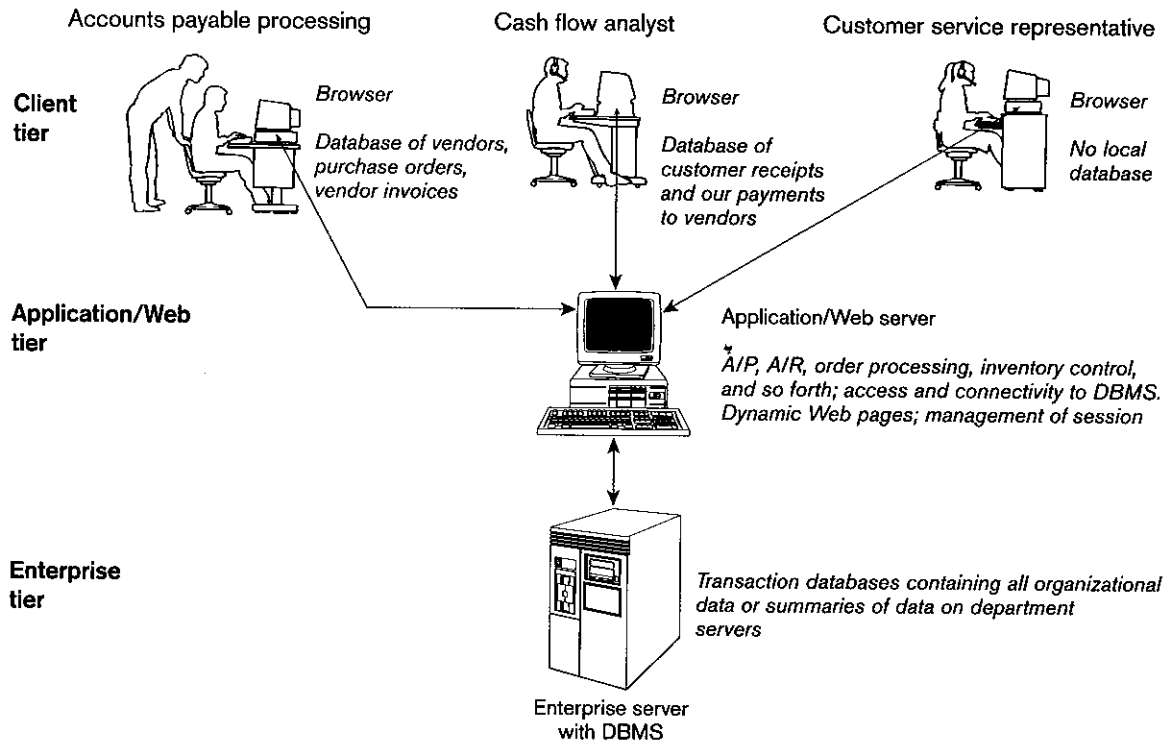 Accounts payable processing
Cash flow analyst
Customer service representative
Client
tier
Browser
Database of vendors,
purchase orders,
vendor invoices
Browser
Database of
customer receipts
and our payments
to vendors
Browser
No local
database
Application/Web
tier
Application/Web server
A/P, A/R, order processing, inventory control,
and so forth; access and connectivity to DBMS.
Dynamic Web pages; management of session
Enterprise
tier
Transaction databases containing all organizational
data or summaries of data on department
servers
Enterprise server
with DBMS